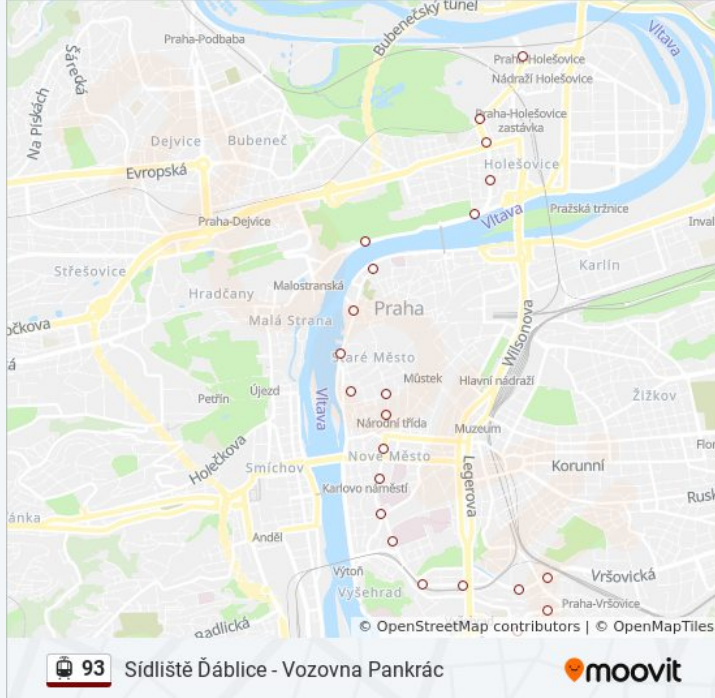 Bubenečský tunel
Praha-Podbaba
Šárecká
Vltava
Praha-Holešovice
Nádraží Holešovice
Na Pískách
Praha-Holešovice
zastávka
Dejvice
Bubeneč
Holešovice
Evropská
Praha-Dejvice
Vltava
Pražská tržnice
Inval
Střešovice
Malostranská
Karlín
Hradčany
Praha
očkova
Malá Strana
Wilsonova
á
Staré Město
Můstek
Hlavní nádraží
Petřín
Újezd
Vltava
Žižkov
Národní třída
Muzeum
Flor
Holečkova
Smíchov
Nové Město
Korunní
Legerova
Karlovo náměstí
Rusk
ánka
Anděl
Výtoň
Vršovická
Vyšehrad
Praha-Vršovice
Radlická
© OpenStreetMap contributors | © OpenMapTiles
93 Sídliště Ďáblice - Vozovna Pankrác
moovit